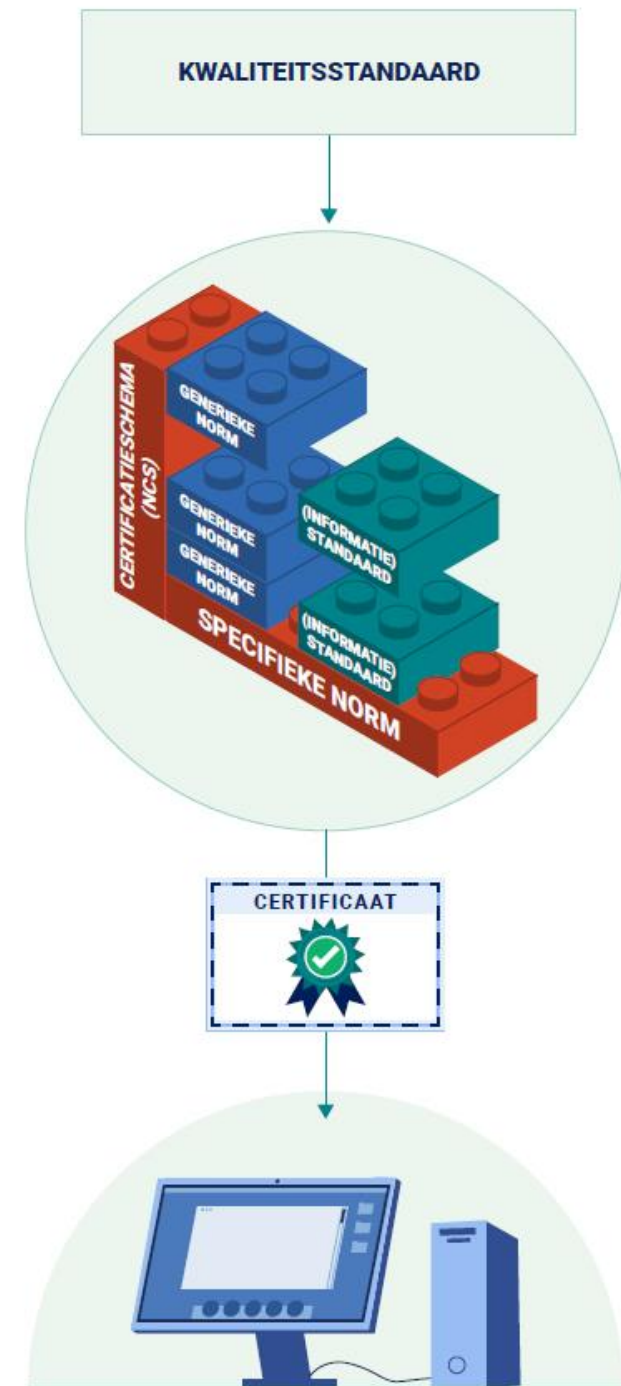 KWALITEITSSTANDAARD
CERTIFICATIESCHEMA
(NCS)
GENERIEKE
NORM
GENERIEKE
NORM
GENERIEKE
NORM
(INFORMATIE)
STANDAARD
(INFORMATIE)
STANDAARD
SPECIFIEKE NORM
CERTIFICAAT